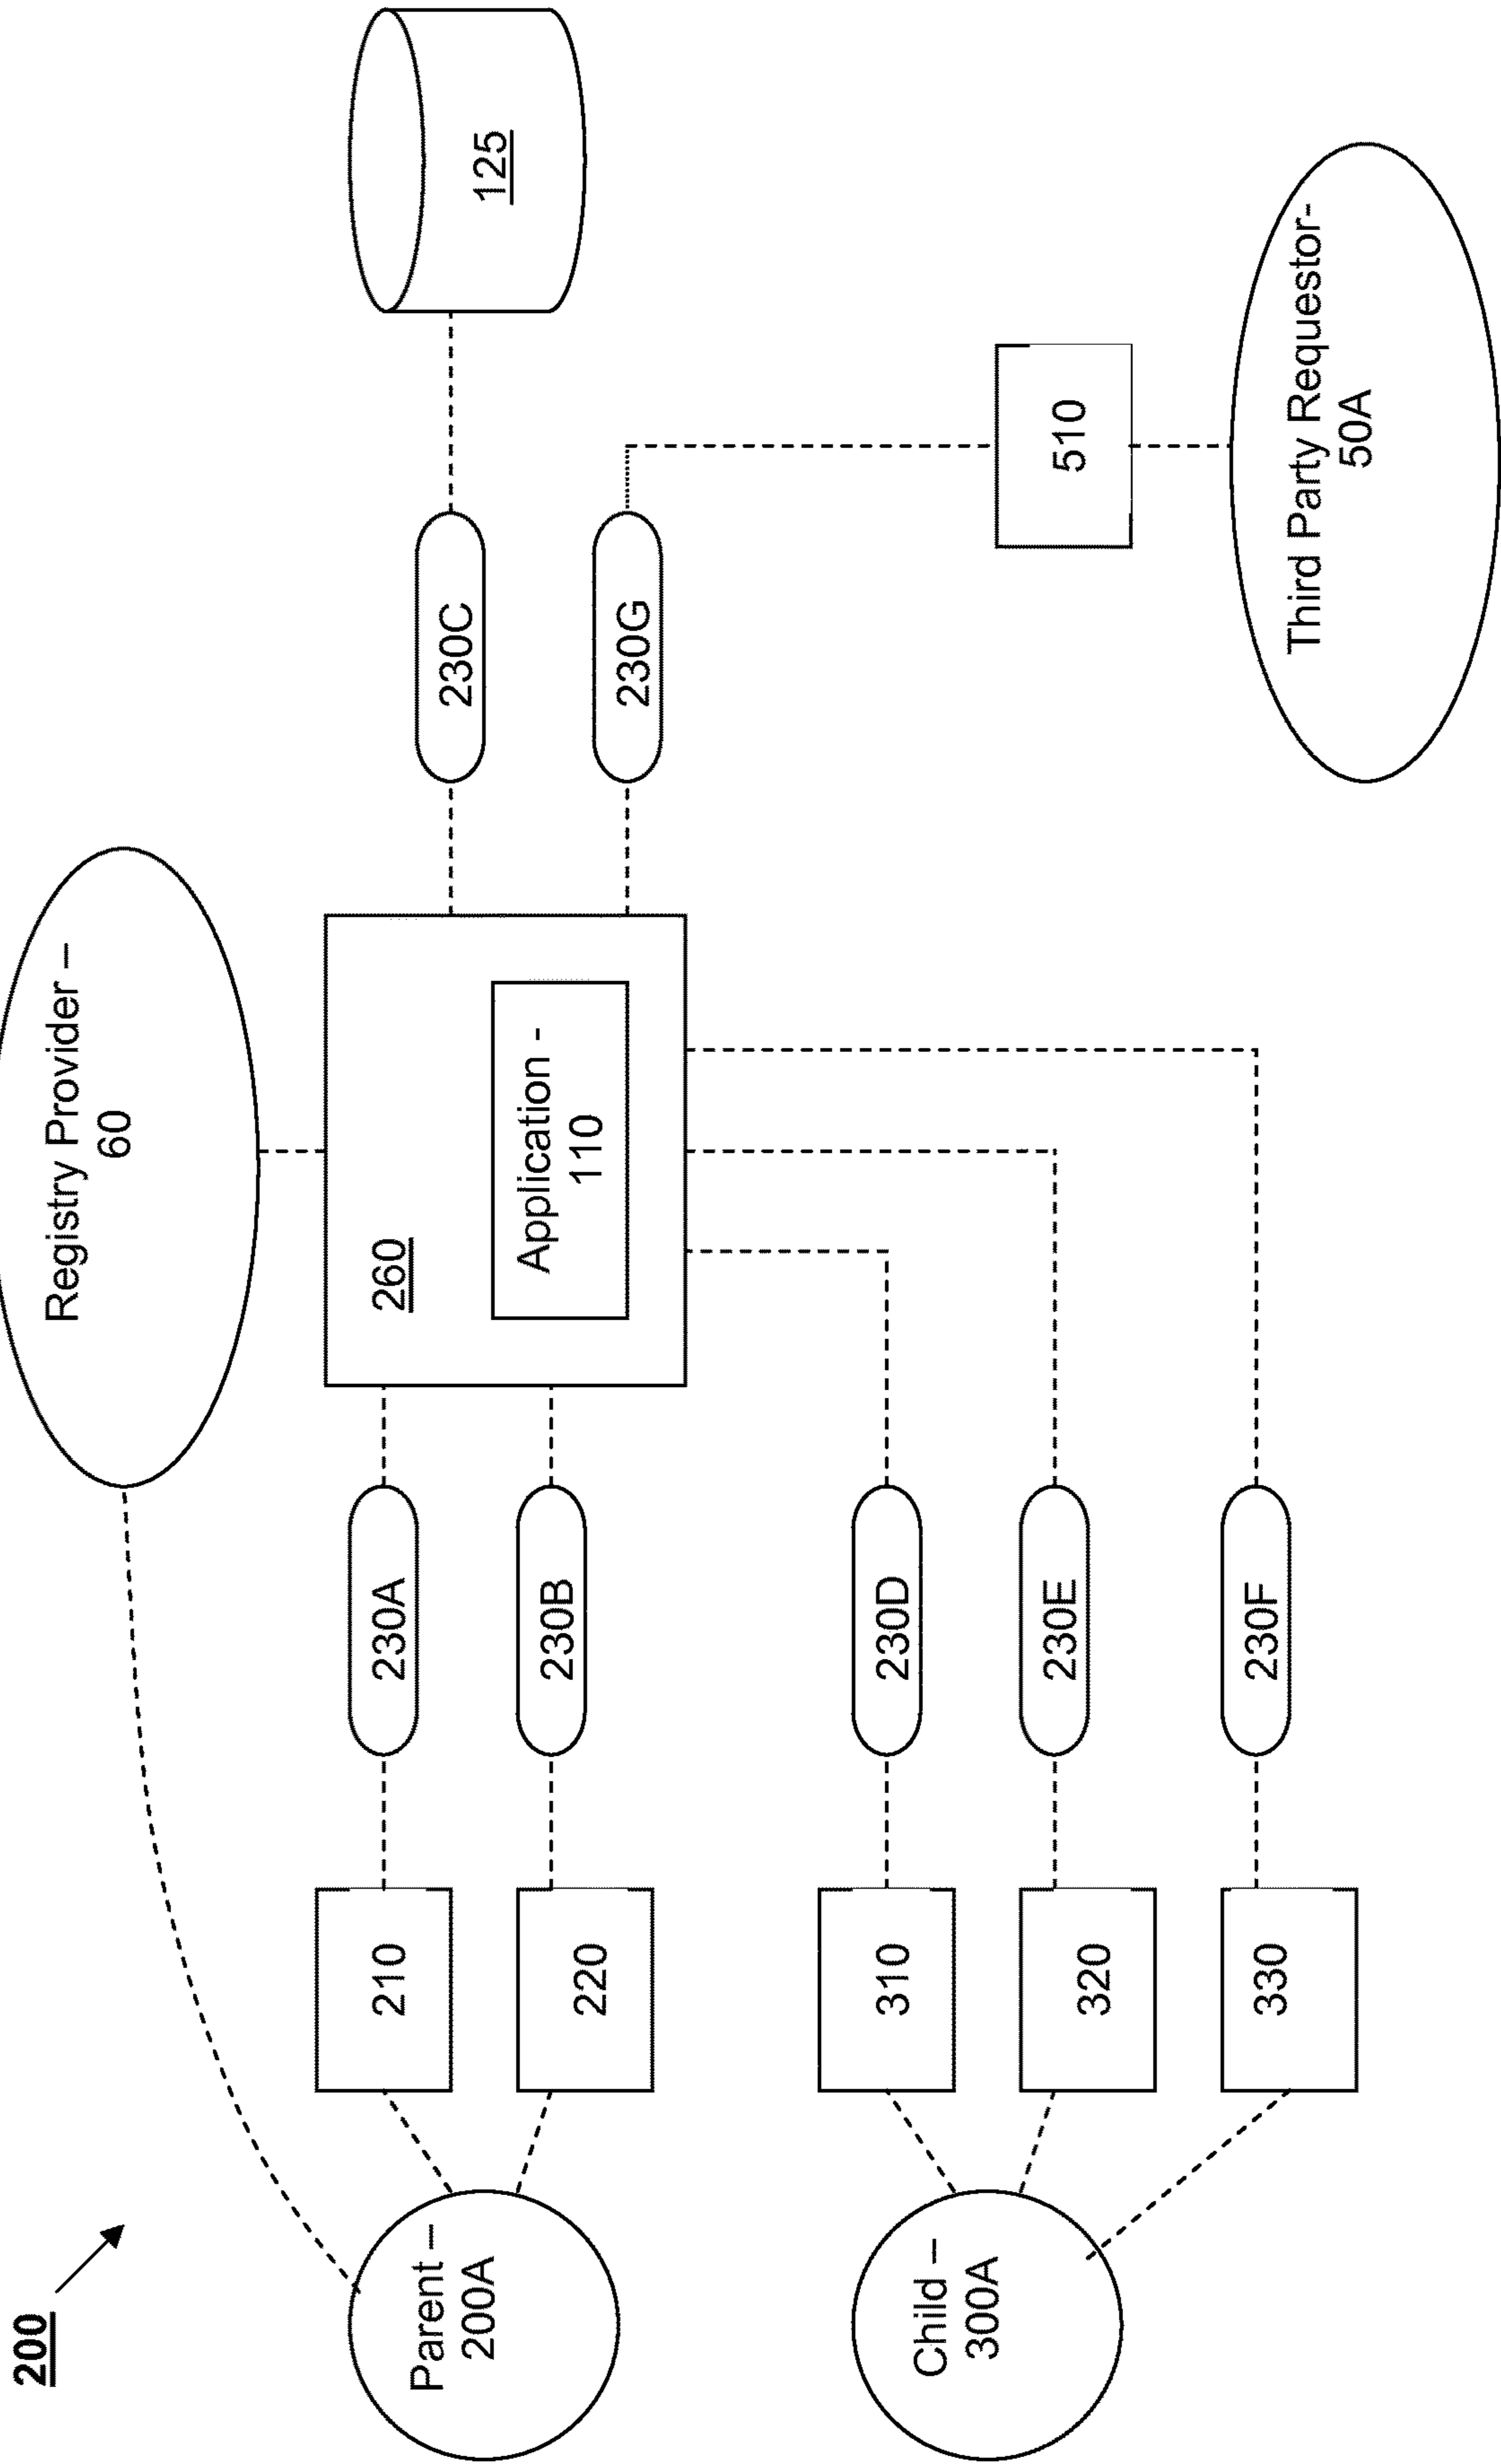 200
Registry Provider –
60
260
Application -
110
230A
230B
230C
125
230G
210
220
Parent –
200A
230D
230E
230F
310
320
330
Child –
300A
510
Third Party Requestor-
50A